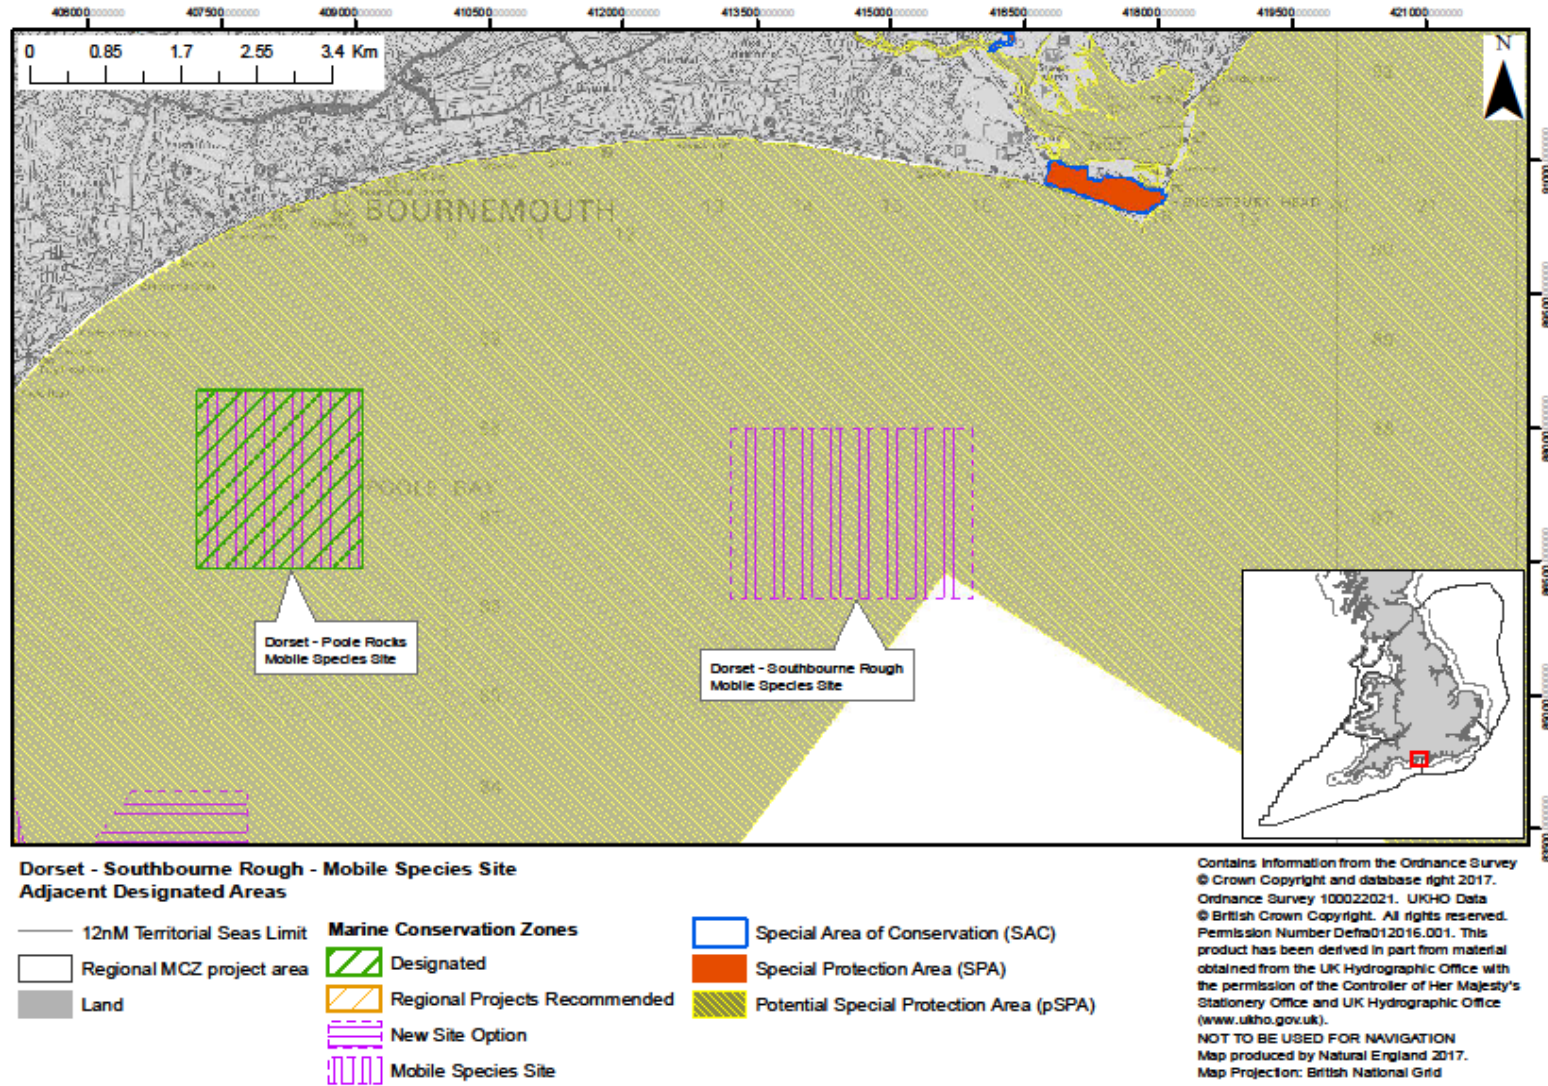 406000 407500 409000 410500 412000 413500 415000 416500 418000 419500 421000
0 0.85 1.7 2.55 3.4 Km
N
BOURNEMOUTH
POOLE BAY
Dorset - Poole Rocks
Mobile Species Site
Dorset - Southbourne Rough
Mobile Species Site
Dorset - Southbourne Rough - Mobile Species Site
Adjacent Designated Areas
12nM Territorial Seas Limit
Regional MCZ project area
Land
Marine Conservation Zones
Designated
Regional Projects Recommended
New Site Option
Mobile Species Site
Special Area of Conservation (SAC)
Special Protection Area (SPA)
Potential Special Protection Area (pSPA)
Contains Information from the Ordnance Survey
© Crown Copyright and database right 2017.
Ordnance Survey 100022021. UKHO Data
© British Crown Copyright. All rights reserved.
Permission Number Defra012016.001. This
product has been derived in part from material
obtained from the UK Hydrographic Office with
the permission of the Controller of Her Majesty's
Stationery Office and UK Hydrographic Office
(www.ukho.gov.uk).
NOT TO BE USED FOR NAVIGATION
Map produced by Natural England 2017.
Map Projection: British National Grid